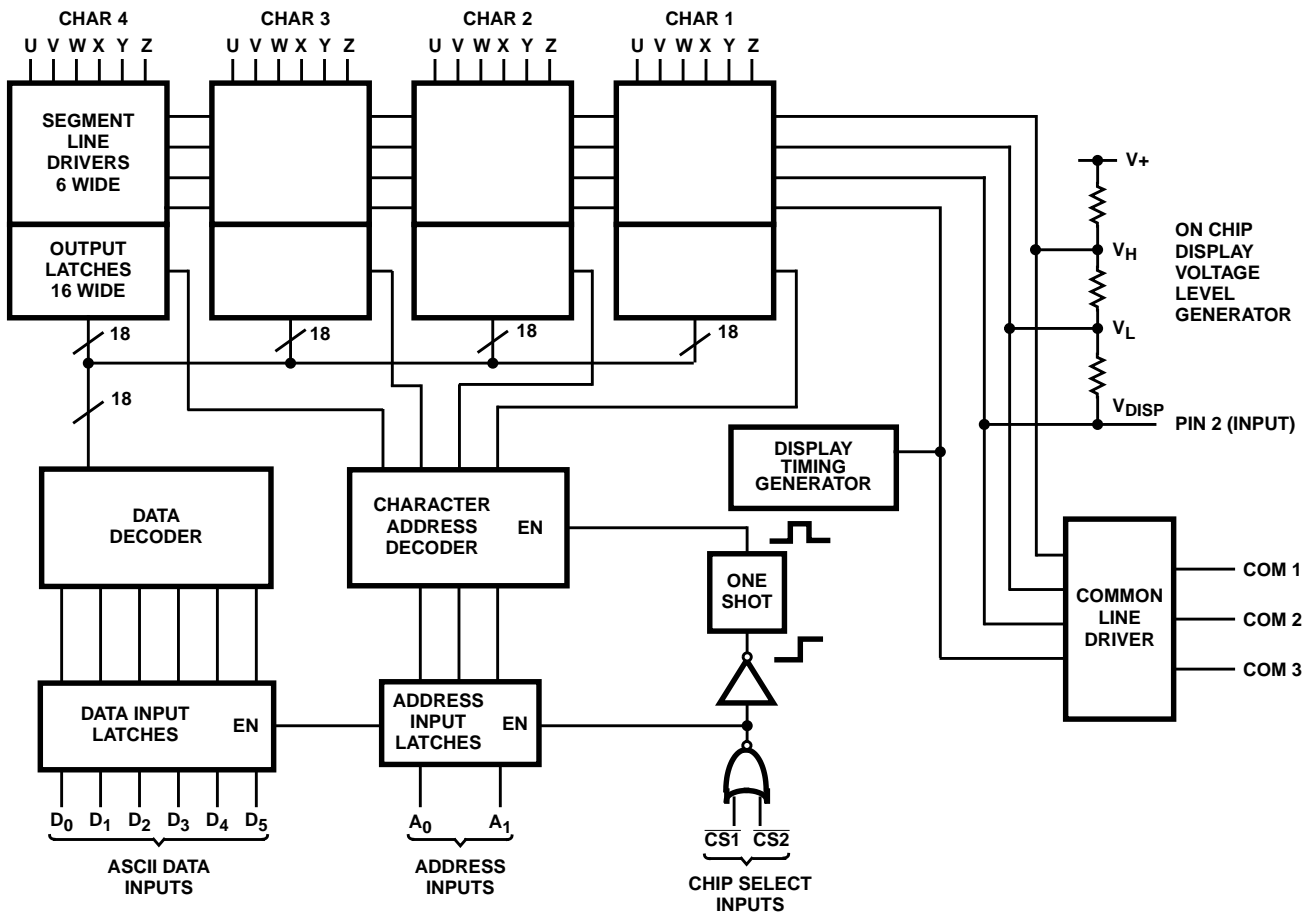 CHAR 4
CHAR 3
CHAR 2
CHAR 1
U V W X Y Z
U V W X Y Z
U V W X Y Z
U V W X Y Z
SEGMENT
LINE
DRIVERS
6 WIDE
OUTPUT
LATCHES
16 WIDE
18
18
18
18
18
V+
VH
VL
VDISP
PIN 2 (INPUT)
ON CHIP
DISPLAY
VOLTAGE
LEVEL
GENERATOR
DISPLAY
TIMING
GENERATOR
DATA
DECODER
CHARACTER
ADDRESS
DECODER
EN
ONE
SHOT
COMMON
LINE
DRIVER
COM 1
COM 2
COM 3
DATA INPUT
LATCHES
EN
ADDRESS
INPUT
LATCHES
EN
D0 D1 D2 D3 D4 D5
A0 A1
CS1 CS2
ASCII DATA
INPUTS
ADDRESS
INPUTS
CHIP SELECT
INPUTS